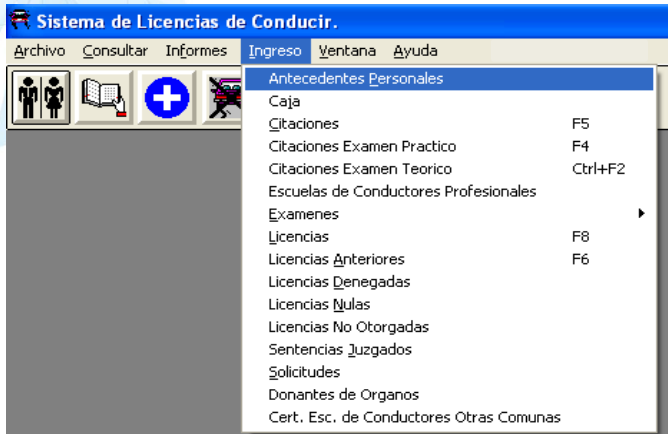 Sistema de Licencias de Conducir.
Archivo Consultar Informes Ingreso Ventana Ayuda
Antecedentes Personales
Caja
Citaciones F5
Citaciones Examen Practico F4
Citaciones Examen Teorico Ctrl+F2
Escuelas de Conductores Profesionales
Examenes
Licencias F8
Licencias Anteriores F6
Licencias Denegadas
Licencias Nulas
Licencias No Otorgadas
Sentencias Juzgados
Solicitudes
Donantes de Organos
Cert. Esc. de Conductores Otras Comunas